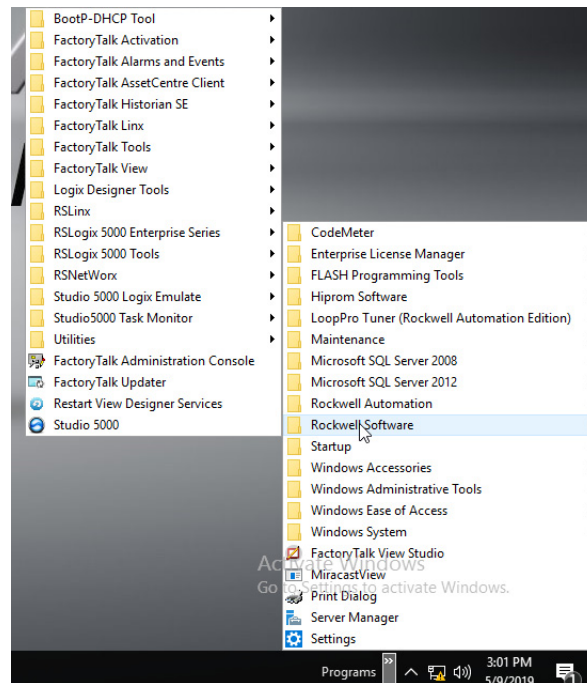 BootP-DHCP Tool
FactoryTalk Activation
FactoryTalk Alarms and Events
FactoryTalk AssetCentre Client
FactoryTalk Historian SE
FactoryTalk Linx
FactoryTalk Tools
FactoryTalk View
Logix Designer Tools
RSLinx
RSLogix 5000 Enterprise Series
RSLogix 5000 Tools
RSNetWorx
Studio 5000 Logix Emulate
Studio5000 Task Monitor
Utilities
FactoryTalk Administration Console
FactoryTalk Updater
Restart View Designer Services
Studio 5000
CodeMeter
Enterprise License Manager
FLASH Programming Tools
Hiprom Software
LoopPro Tuner (Rockwell Automation Edition)
Maintenance
Microsoft SQL Server 2008
Microsoft SQL Server 2012
Rockwell Automation
Rockwell Software
Startup
Windows Accessories
Windows Administrative Tools
Windows Ease of Access
Windows System
FactoryTalk View Studio
MiracastView
Print Dialog
Server Manager
Settings
Activate Windows
Go to Settings to activate Windows.
Programs
3:01 PM
5/9/2019
1